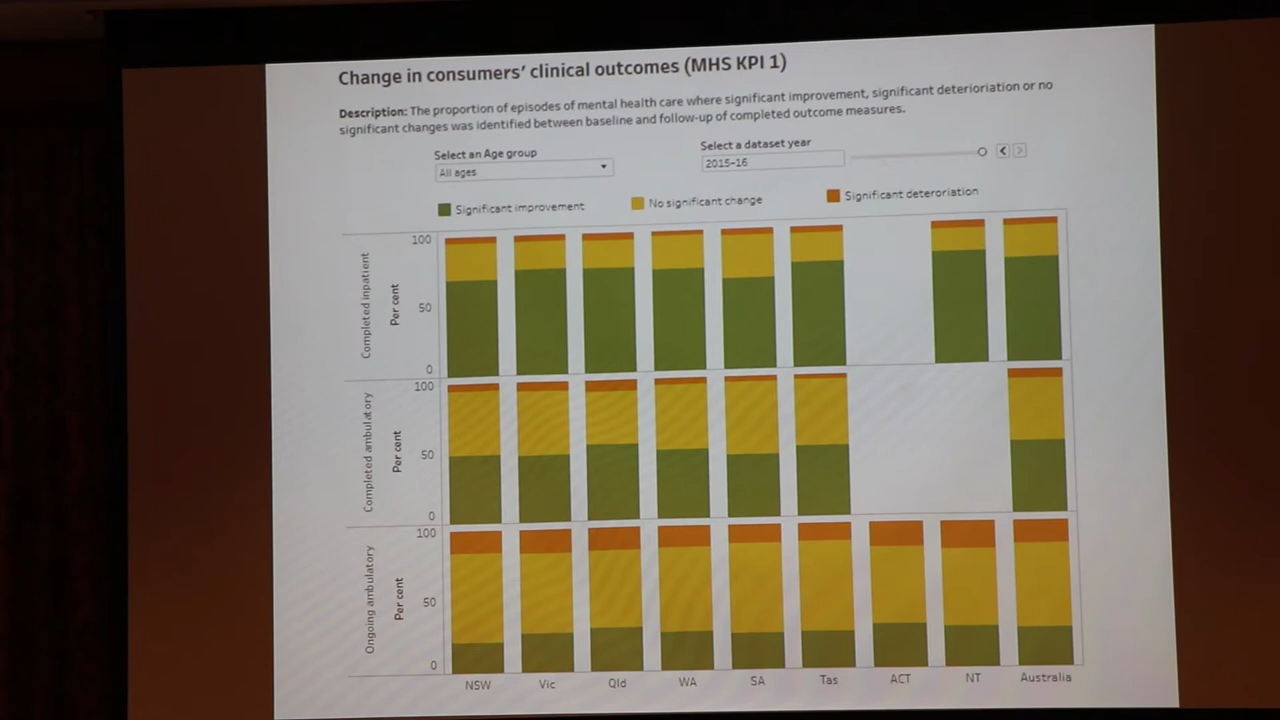 Change in consumers' clinical outcomes (MHS KPI 1)
Description: The proportion of episodes of mental health care where significant improvement, significant deterioriation or no
significant changes was identified between baseline and follow-up of completed outcome measures.
Select an Age group
All ages
Select a dataset year
2015-16
Significant improvement
No significant change
Significant deteroriation
Completed inpatient
Per cent
100
50
0
Completed ambulatory
Per cent
100
50
0
Ongoing ambulatory
Per cent
100
50
0
NSW
Vic
Qld
WA
SA
Tas
ACT
NT
Australia